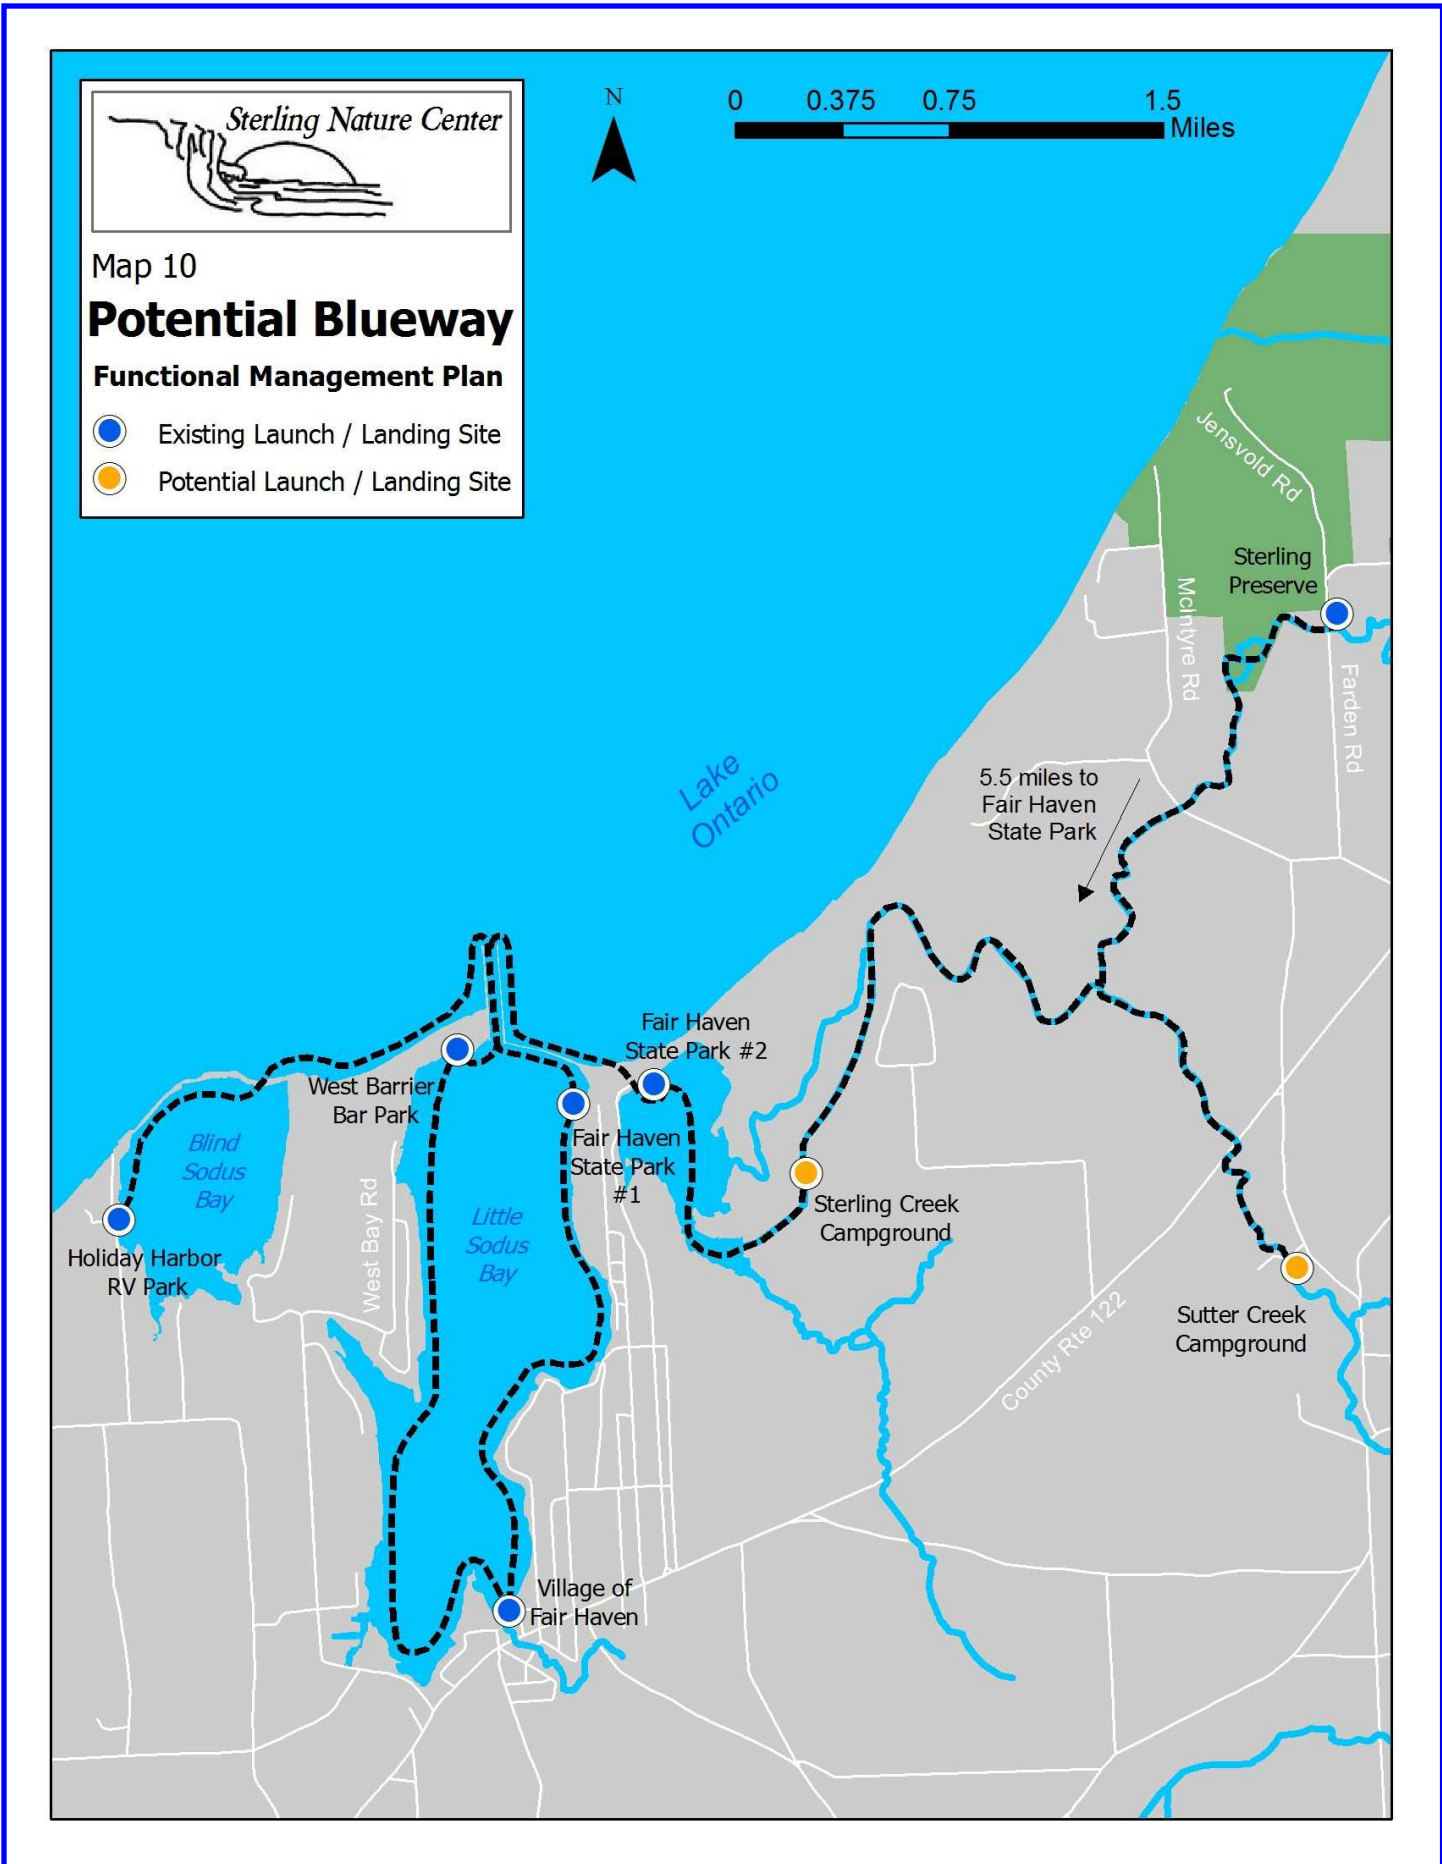 Sterling Nature Center
Map 10
Potential Blueway
Functional Management Plan
Existing Launch / Landing Site
Potential Launch / Landing Site
N
0 0.375 0.75 1.5
Miles
Jensvold Rd
Sterling
Preserve
McIntyre Rd
Farden Rd
Lake
Ontario
5.5 miles to
Fair Haven
State Park
Fair Haven
State Park #2
West Barrier
Bar Park
Blind
Sodus
Bay
Fair Haven
State Park
#1
Holiday Harbor
RV Park
West Bay Rd
Little
Sodus
Bay
Sterling Creek
Campground
County Rte 122
Sutter Creek
Campground
Village of
Fair Haven